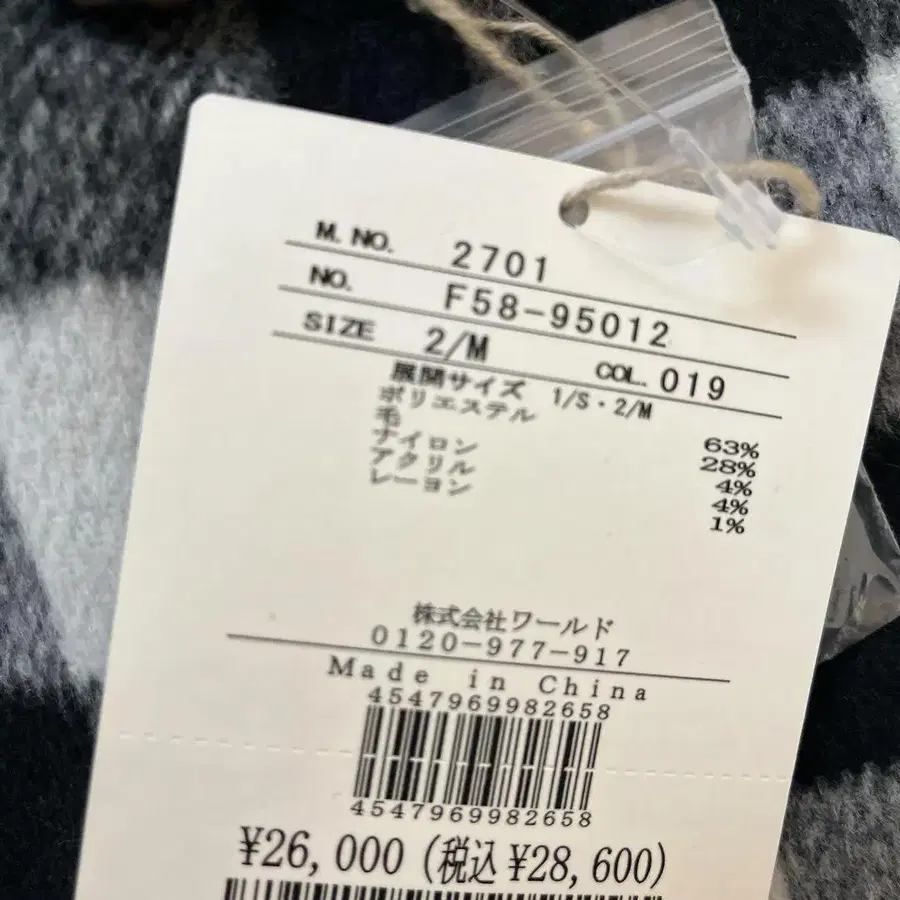 M. NO. 2701
NO. F58-95012
SIZE 2/M COL. 019
展開サイズ 1/S・2/M
ポリエステル 63%
毛 28%
ナイロン 4%
アクリル 4%
レーヨン 1%
株式会社ワールド
0120-977-917
Made in China
4547969982658
4547969982658
¥26,000 (税込 ¥28,600)